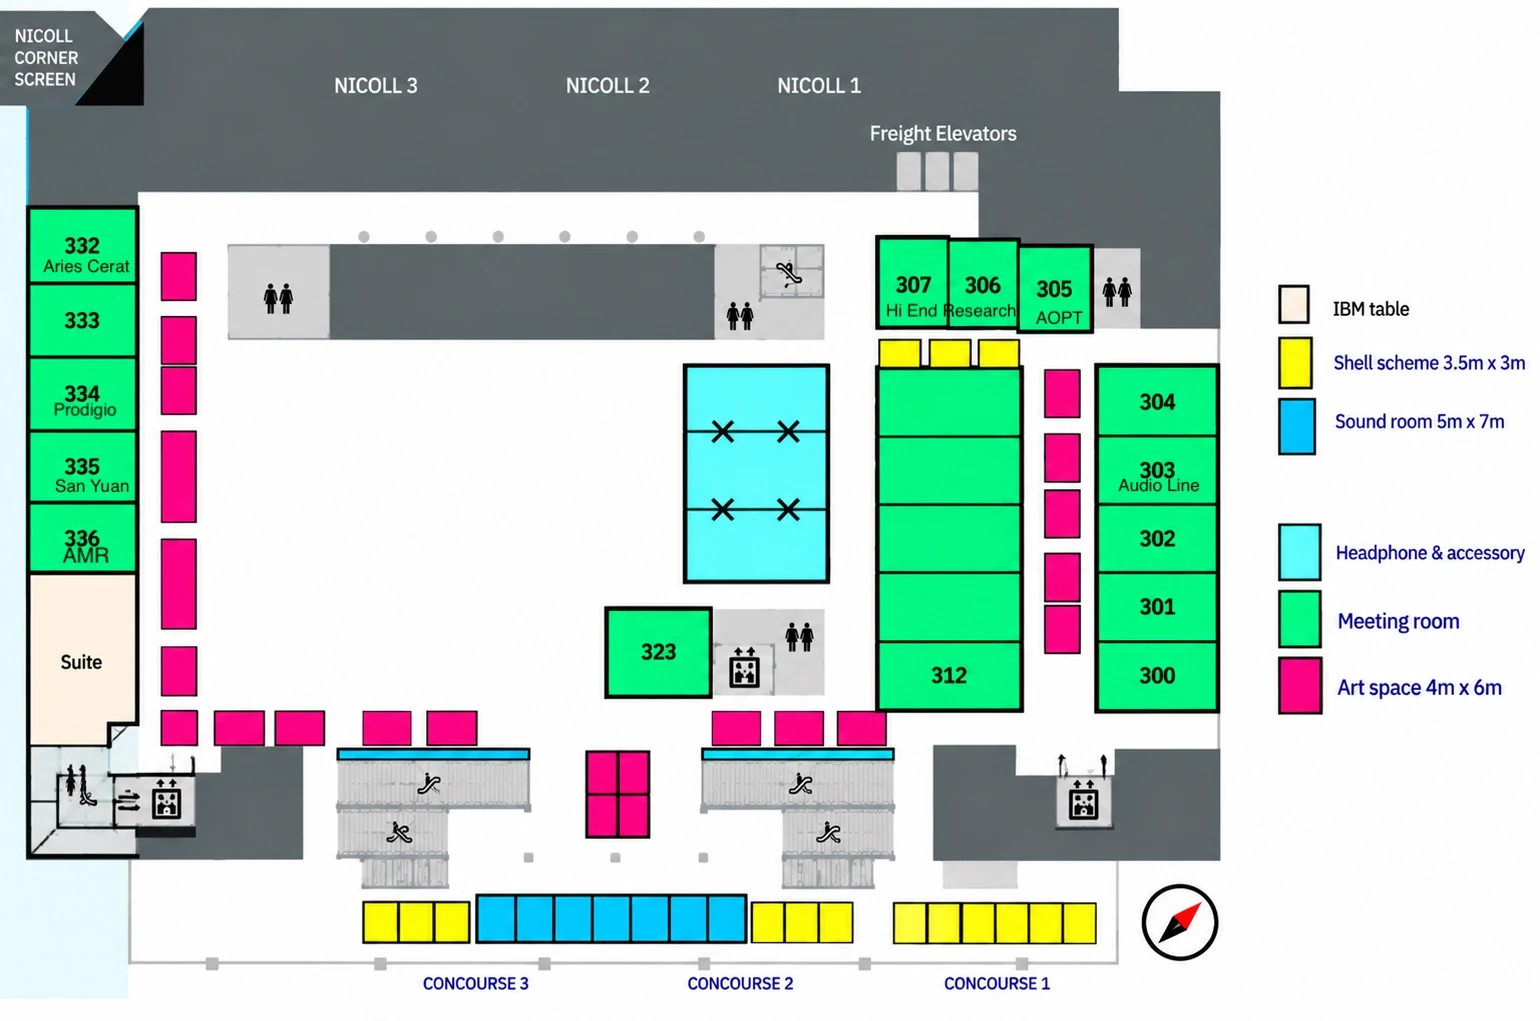 NICOLL
CORNER
SCREEN
NICOLL 3
NICOLL 2
NICOLL 1
Freight Elevators
332
Aries Cerat
333
334
Prodigio
335
San Yuan
336
AMR
Suite
307
306
Hi End Research
305
AOPT
304
303
Audio Line
302
301
300
312
323
IBM table
Shell scheme 3.5m x 3m
Sound room 5m x 7m
Headphone & accessory
Meeting room
Art space 4m x 6m
CONCOURSE 3
CONCOURSE 2
CONCOURSE 1